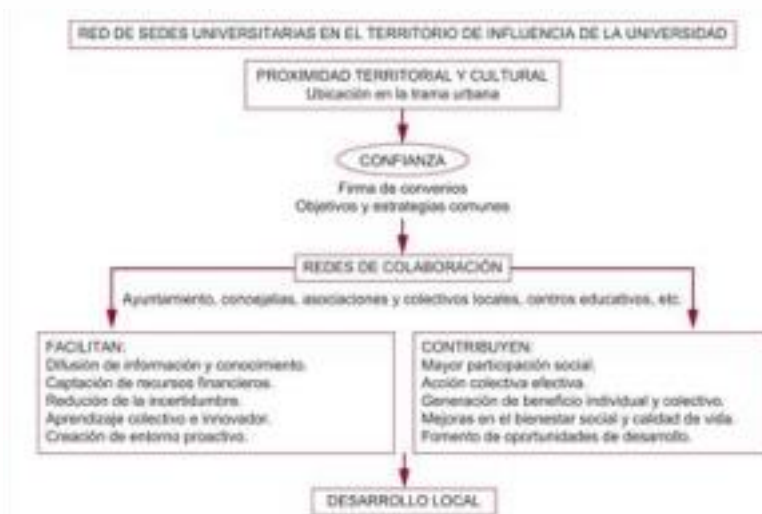 RED DE SEDES UNIVERSITARIAS EN EL TERRITORIO DE INFLUENCIA DE LA UNIVERSIDAD
PROXIMIDAD TERRITORIAL Y CULTURAL
Ubicación en la trama urbana
CONFIANZA
Firma de convenios
Objetivos y estrategias comunes
REDES DE COLABORACIÓN
Ayuntamiento, concejalías, asociaciones y colectivos locales, centros educativos, etc.
FACILITAN:
Difusión de información y conocimiento.
Captación de recursos financieros.
Redución de la incertidumbre.
Aprendizaje colectivo e innovador.
Creación de entorno proactivo.
CONTRIBUYEN:
Mayor participación social.
Acción colectiva efectiva.
Generación de beneficio individual y colectivo.
Mejoras en el bienestar social y calidad de vida.
Fomento de oportunidades de desarrollo.
DESARROLLO LOCAL